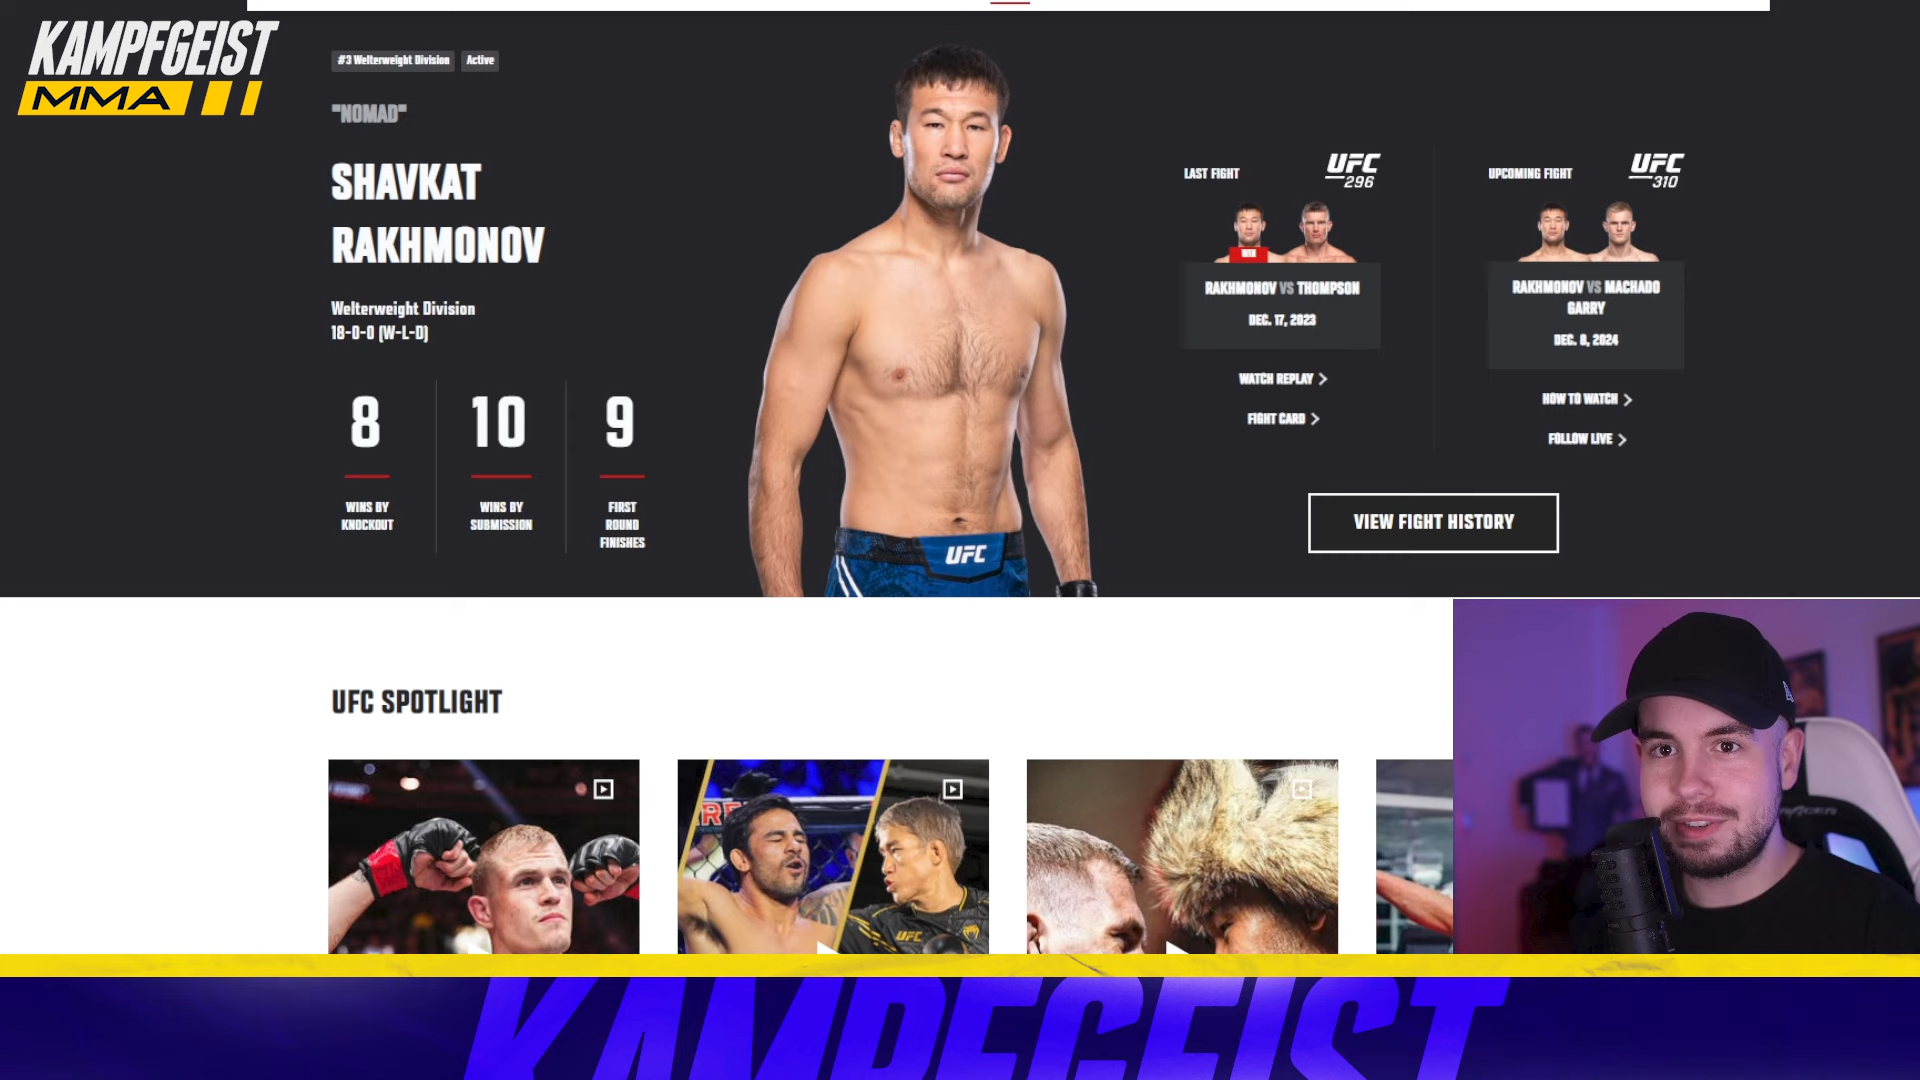 KAMPFGEIST
MMA
#3 Welterweight Division
Active
"NOMAD"
SHAVKAT
RAKHMONOV
Welterweight Division
18-0-0 (W-L-D)
8
WINS BY
KNOCKOUT
10
WINS BY
SUBMISSION
9
FIRST
ROUND
FINISHES
UFC
LAST FIGHT
UFC
296
WIN
RAKHMONOV VS THOMPSON
DEC. 17, 2023
WATCH REPLAY
FIGHT CARD
UPCOMING FIGHT
UFC
310
RAKHMONOV VS MACHADO
GARRY
DEC. 8, 2024
HOW TO WATCH
FOLLOW LIVE
VIEW FIGHT HISTORY
UFC SPOTLIGHT
UFC
KAMPFGEIST